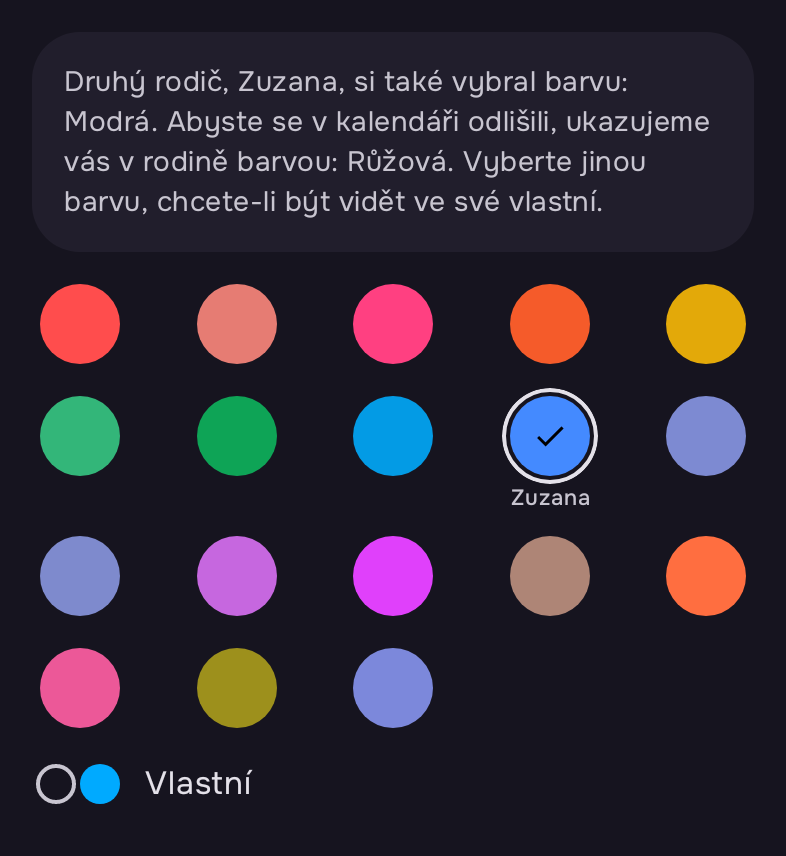 Druhý rodič, Zuzana, si také vybral barvu:
Modrá. Abyste se v kalendáři odlišili, ukazujeme
vás v rodině barvou: Růžová. Vyberte jinou
barvu, chcete-li být vidět ve své vlastní.
Zuzana
Vlastní